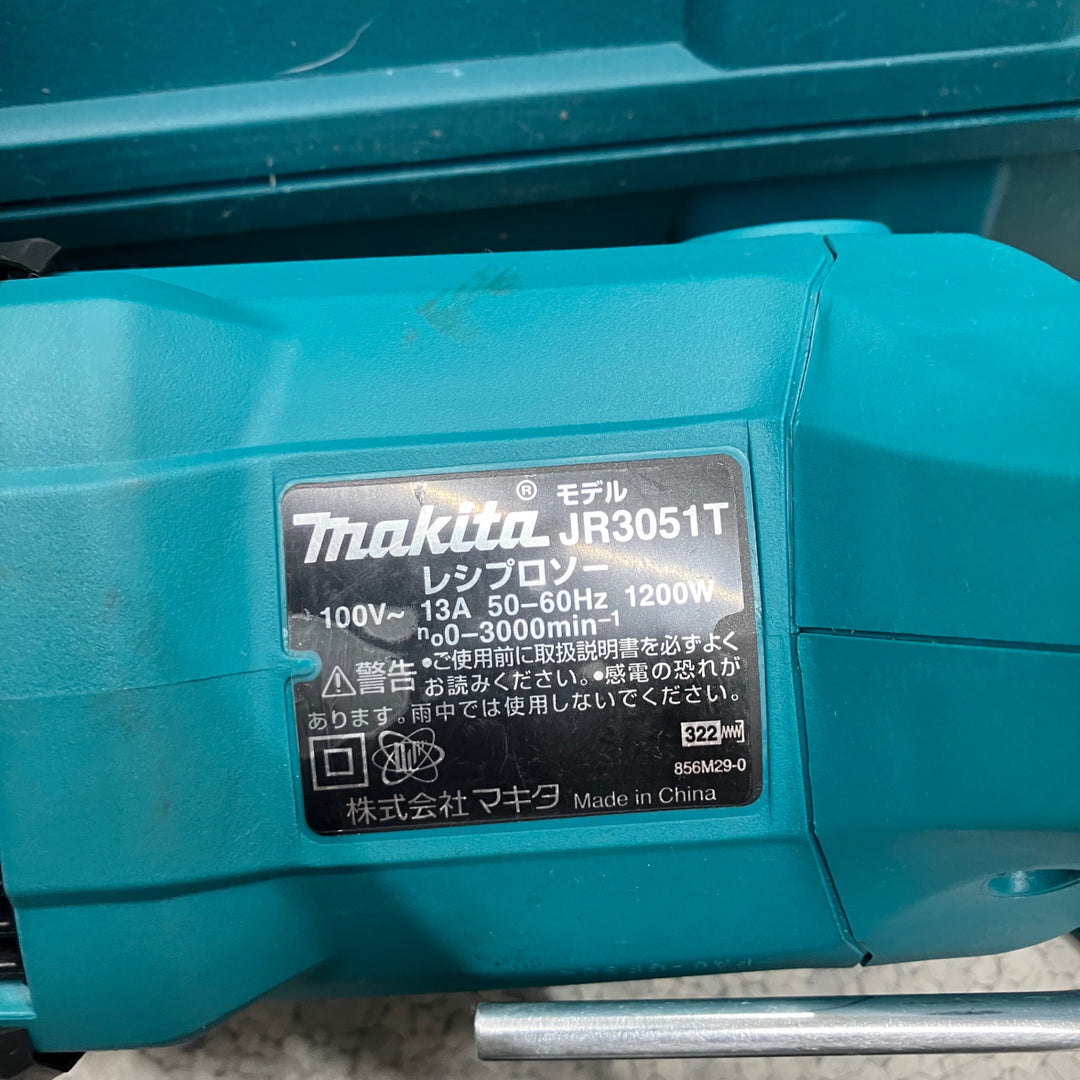 makita® モデル JR3051T
レシプロソー
100V~ 13A 50-60Hz 1200W
n₀0-3000min⁻¹
⚠警告 •ご使用前に取扱説明書を必ずよく
お読みください。•感電の恐れが
あります。雨中では使用しないでください。
322
856M29-0
株式会社 マキタ Made in China